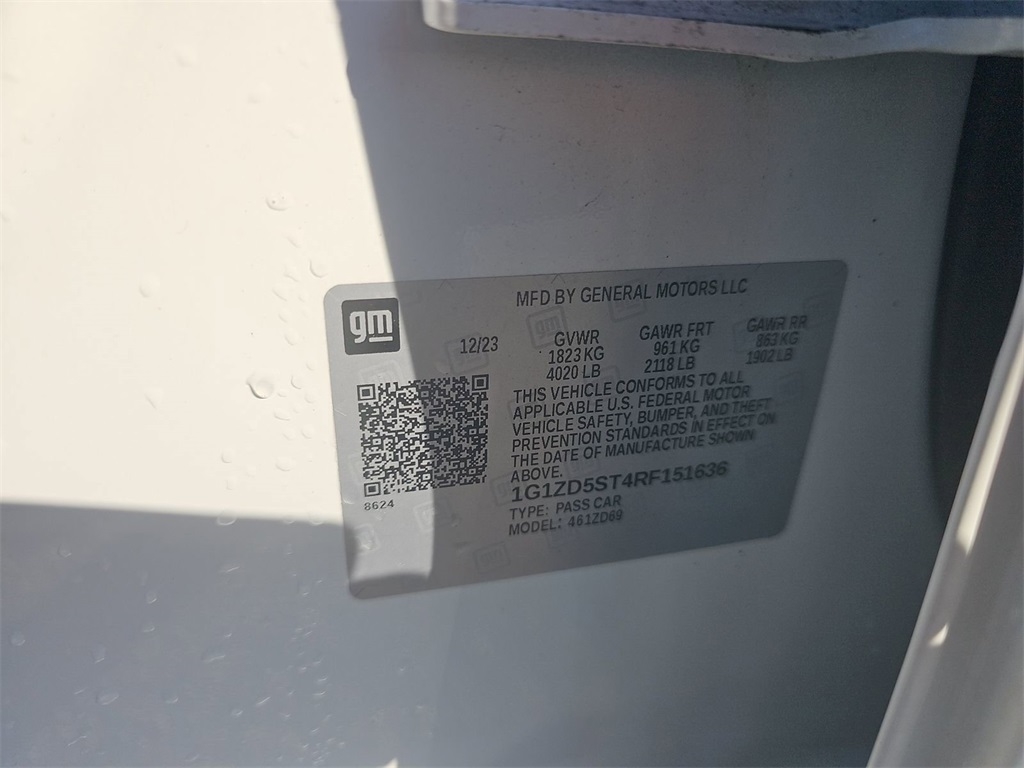 MFD BY GENERAL MOTORS LLC
gm
12/23
GVWR GAWR FRT GAWR RR
1823 KG 961 KG 863 KG
4020 LB 2118 LB 1902 LB
THIS VEHICLE CONFORMS TO ALL
APPLICABLE U.S. FEDERAL MOTOR
VEHICLE SAFETY, BUMPER, AND THEFT
PREVENTION STANDARDS IN EFFECT ON
THE DATE OF MANUFACTURE SHOWN
ABOVE.
8624
1G1ZD5ST4RF151636
TYPE: PASS CAR
MODEL: 461ZD69